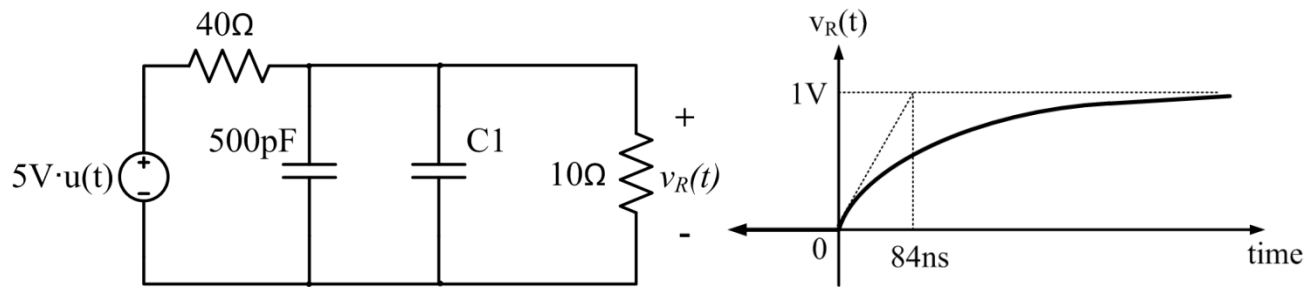 40Ω
5V·u(t)
+
-
500pF
C1
10Ω
+
v_R(t)
-
v_R(t)
1V
0
84ns
time